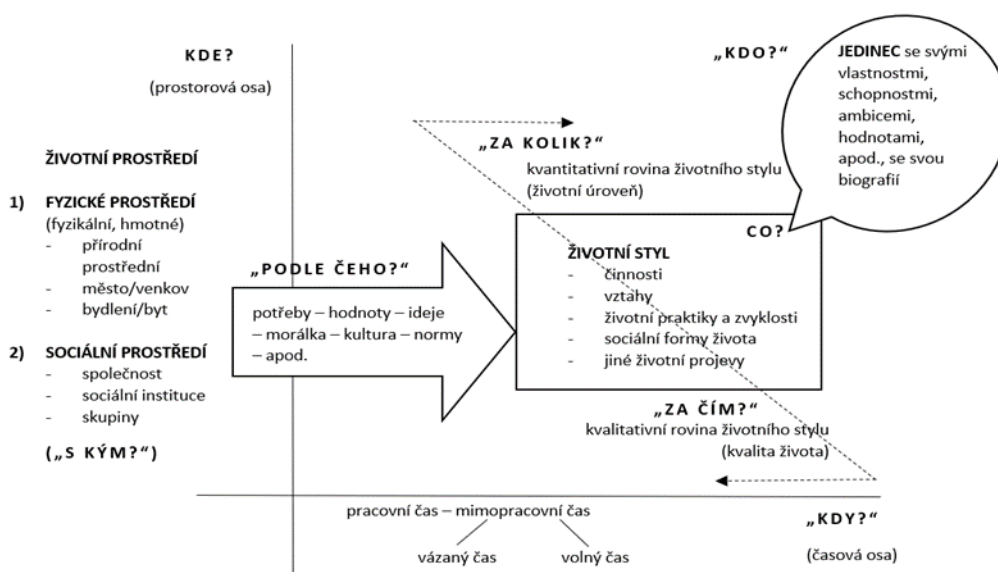 KDE?
(prostorová osa)
„KDO?“
JEDINEC se svými
vlastnostmi,
schopnostmi,
ambicemi,
hodnotami,
apod., se svou
biografií
„ZA KOLIK?“
kvantitativní rovina životního stylu
(životní úroveň)
ŽIVOTNÍ PROSTŘEDÍ
1) FYZICKÉ PROSTŘEDÍ
(fyzikální, hmotné)
- přírodní
prostřední
- město/venkov
- bydlení/byt
2) SOCIÁLNÍ PROSTŘEDÍ
- společnost
- sociální instituce
- skupiny
(„S KÝM?“)
„PODLE ČEHO?“
potřeby – hodnoty – ideje
– morálka – kultura – normy
– apod.
CO?
ŽIVOTNÍ STYL
- činnosti
- vztahy
- životní praktiky a zvyklosti
- sociální formy života
- jiné životní projevy
„ZA ČÍM?“
kvalitativní rovina životního stylu
(kvalita života)
pracovní čas – mimopracovní čas
vázaný čas volný čas
„KDY?“
(časová osa)